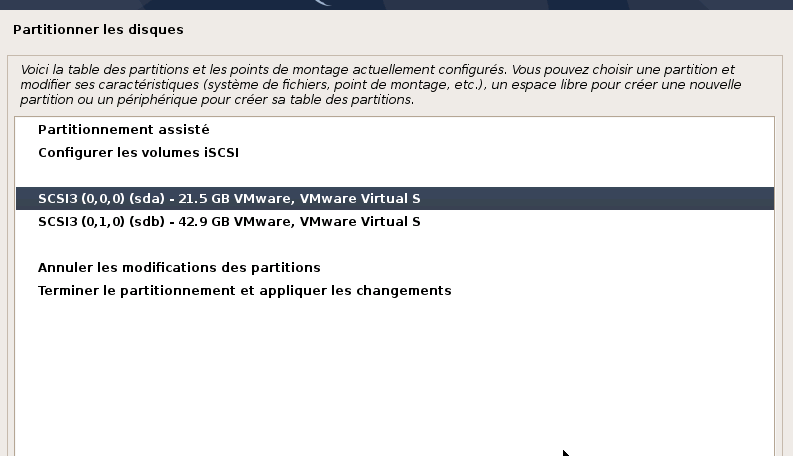 Partitionner les disques
Voici la table des partitions et les points de montage actuellement configurés. Vous pouvez choisir une partition et
modifier ses caractéristiques (système de fichiers, point de montage, etc.), un espace libre pour créer une nouvelle
partition ou un périphérique pour créer sa table des partitions.
Partitionnement assisté
Configurer les volumes iSCSI
SCSI3 (0,0,0) (sda) - 21.5 GB VMware, VMware Virtual S
SCSI3 (0,1,0) (sdb) - 42.9 GB VMware, VMware Virtual S
Annuler les modifications des partitions
Terminer le partitionnement et appliquer les changements